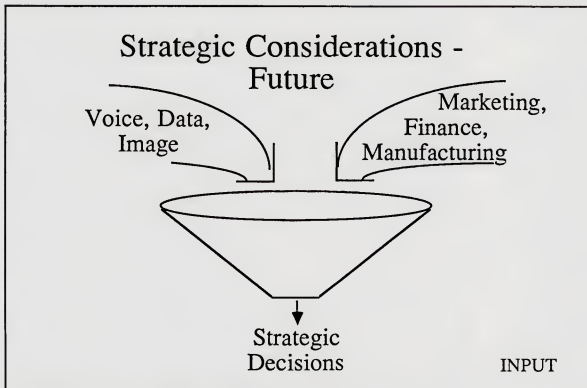 Strategic Considerations -
Future
Voice, Data,
Image
Marketing,
Finance,
Manufacturing
Strategic
Decisions
INPUT